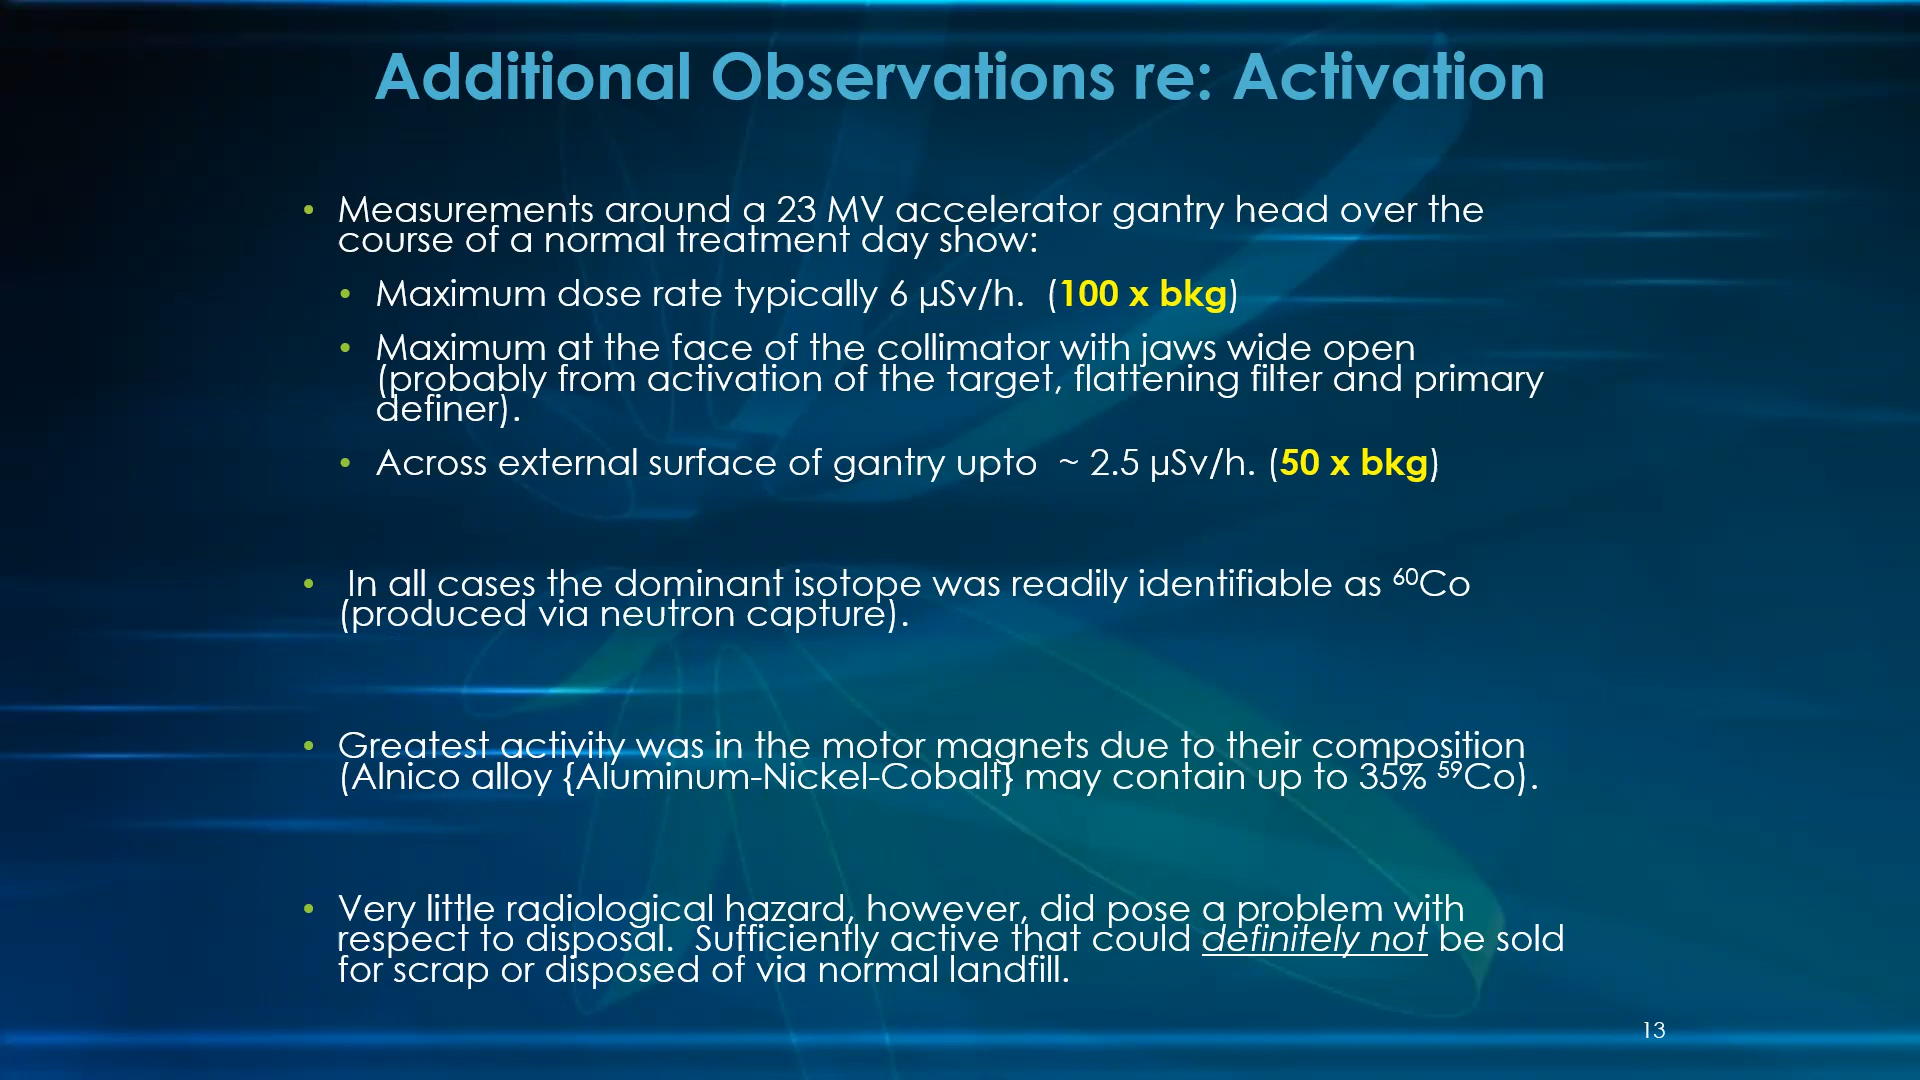 Additional Observations re: Activation
• Measurements around a 23 MV accelerator gantry head over the
course of a normal treatment day show:
• Maximum dose rate typically 6 µSv/h.  (100 x bkg)
• Maximum at the face of the collimator with jaws wide open
(probably from activation of the target, flattening filter and primary
definer).
• Across external surface of gantry upto  ~ 2.5 µSv/h. (50 x bkg)
• In all cases the dominant isotope was readily identifiable as ⁶⁰Co
(produced via neutron capture).
• Greatest activity was in the motor magnets due to their composition
(Alnico alloy {Aluminum-Nickel-Cobalt} may contain up to 35% ⁵⁹Co).
• Very little radiological hazard, however, did pose a problem with
respect to disposal.  Sufficiently active that could definitely not be sold
for scrap or disposed of via normal landfill.
13